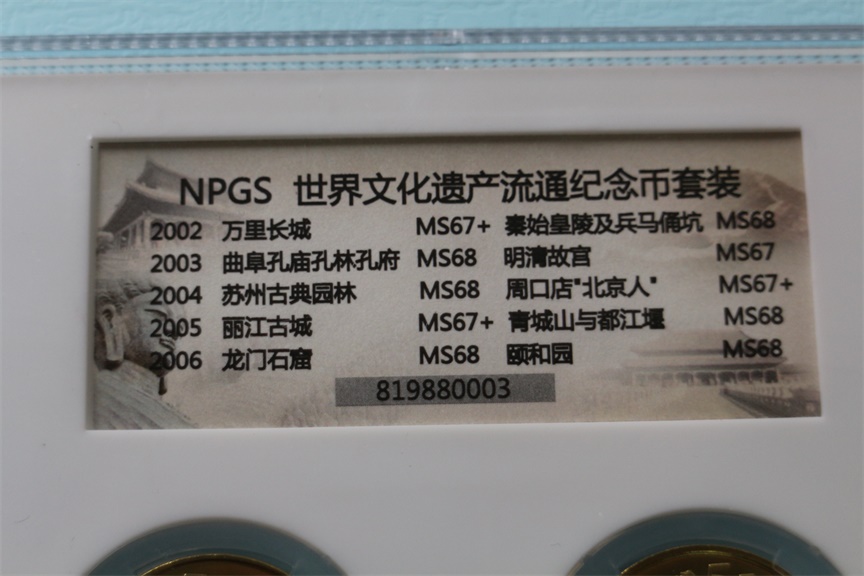 NPGS 世界文化遗产流通纪念币套装
2002 万里长城 MS67+ 秦始皇陵及兵马俑坑 MS68
2003 曲阜孔庙孔林孔府 MS68 明清故宫 MS67
2004 苏州古典园林 MS68 周口店"北京人" MS67+
2005 丽江古城 MS67+ 青城山与都江堰 MS68
2006 龙门石窟 MS68 颐和园 MS68
819880003